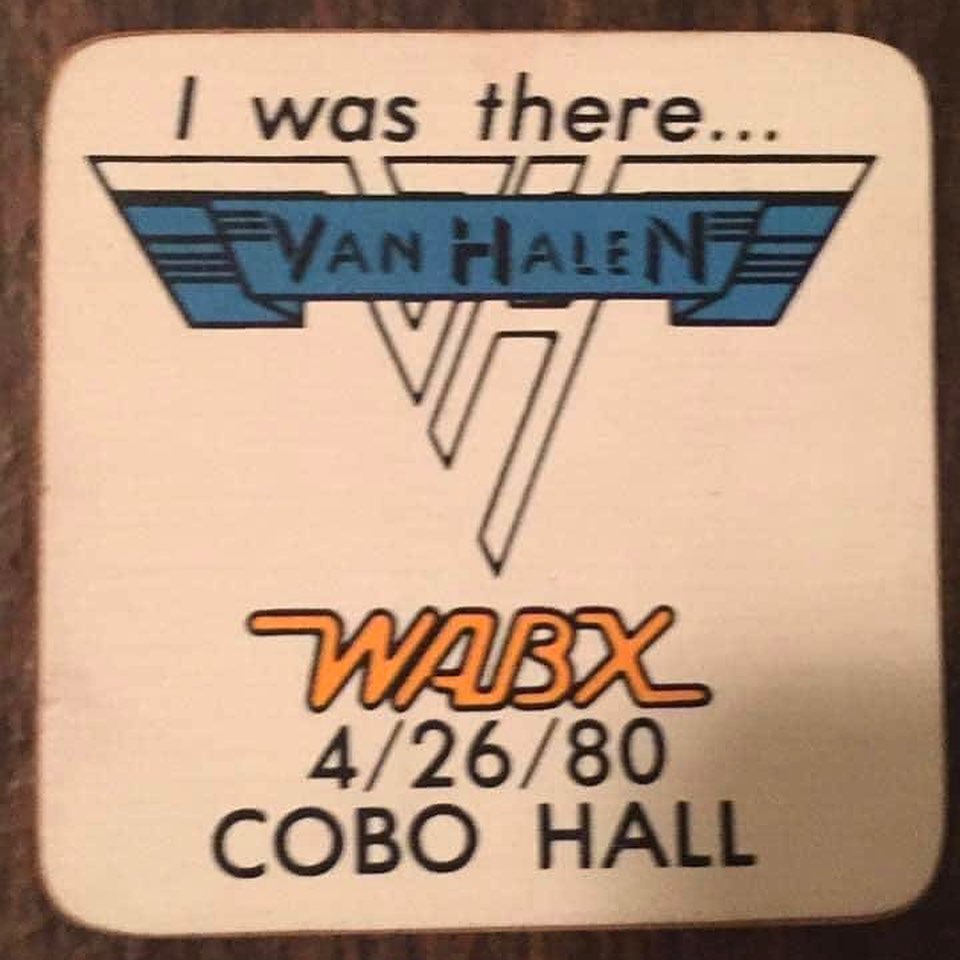 I was there...
VAN HALEN
WABX
4/26/80
COBO HALL